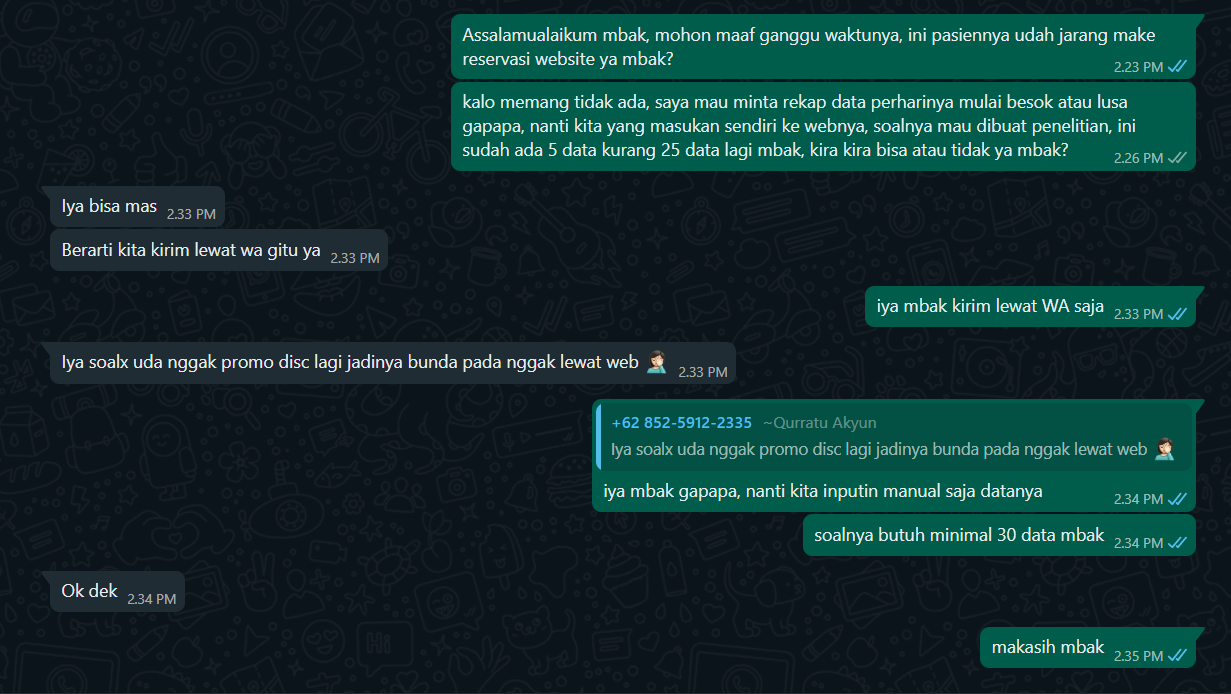 Assalamualaikum mbak, mohon maaf ganggu waktunya, ini pasiennya udah jarang make
reservasi website ya mbak?
2.23 PM
kalo memang tidak ada, saya mau minta rekap data perharinya mulai besok atau lusa
gapapa, nanti kita yang masukan sendiri ke webnya, soalnya mau dibuat penelitian, ini
sudah ada 5 data kurang 25 data lagi mbak, kira kira bisa atau tidak ya mbak?
2.26 PM
Iya bisa mas 2.33 PM
Berarti kita kirim lewat wa gitu ya 2.33 PM
iya mbak kirim lewat WA saja 2.33 PM
Iya soalx uda nggak promo disc lagi jadinya bunda pada nggak lewat web 🤦🏻‍♀️ 2.33 PM
+62 852-5912-2335 ~Qurratu Akyun
Iya soalx uda nggak promo disc lagi jadinya bunda pada nggak lewat web 🤦🏻‍♀️
iya mbak gapapa, nanti kita inputin manual saja datanya 2.34 PM
soalnya butuh minimal 30 data mbak 2.34 PM
Ok dek 2.34 PM
makasih mbak 2.35 PM